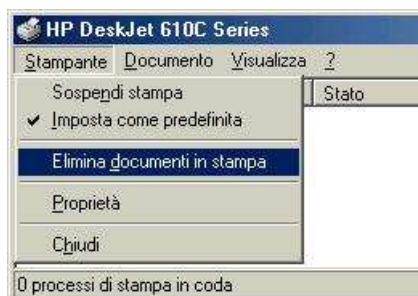 HP DeskJet 610C Series
Stampante Documento Visualizza ?
Sospendi stampa
Stato
Imposta come predefinita
Elimina documenti in stampa
Proprietà
Chiudi
0 processi di stampa in coda